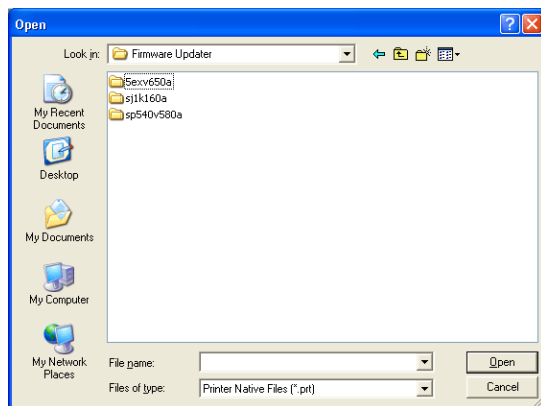 Open
Look in:
Firmware Updater
5exv650a
sj1k160a
sp540v580a
My Recent
Documents
Desktop
My Documents
My Computer
My Network
Places
File name:
Open
Files of type:
Printer Native Files (*.prt)
Cancel